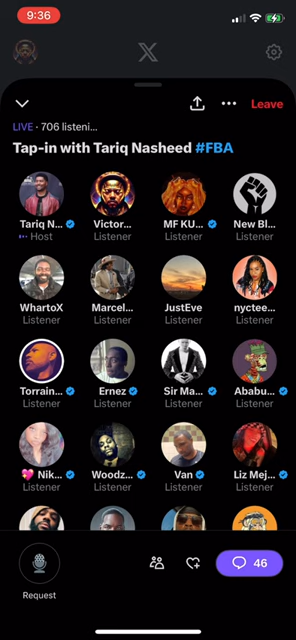 9:36
Leave
LIVE · 706 listeni...
Tap-in with Tariq Nasheed #FBA
Tariq N... Victor... MF KU... New Bl...
Host Listener Listener Listener
WhartoX Marcel... JustEve nyctee...
Listener Listener Listener Listener
Torrain... Ernez Sir Ma... Ababu...
Listener Listener Listener Listener
💖 Nik... Woodz... Van Liz Mej...
Listener Listener Listener Listener
46
Request